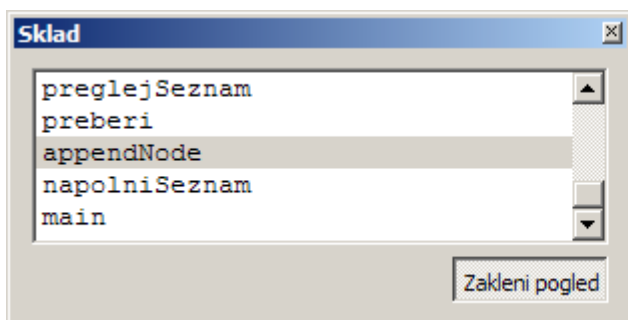 Sklad
preglejSeznam
preberi
appendNode
napolniSeznam
main
Zakleni pogled